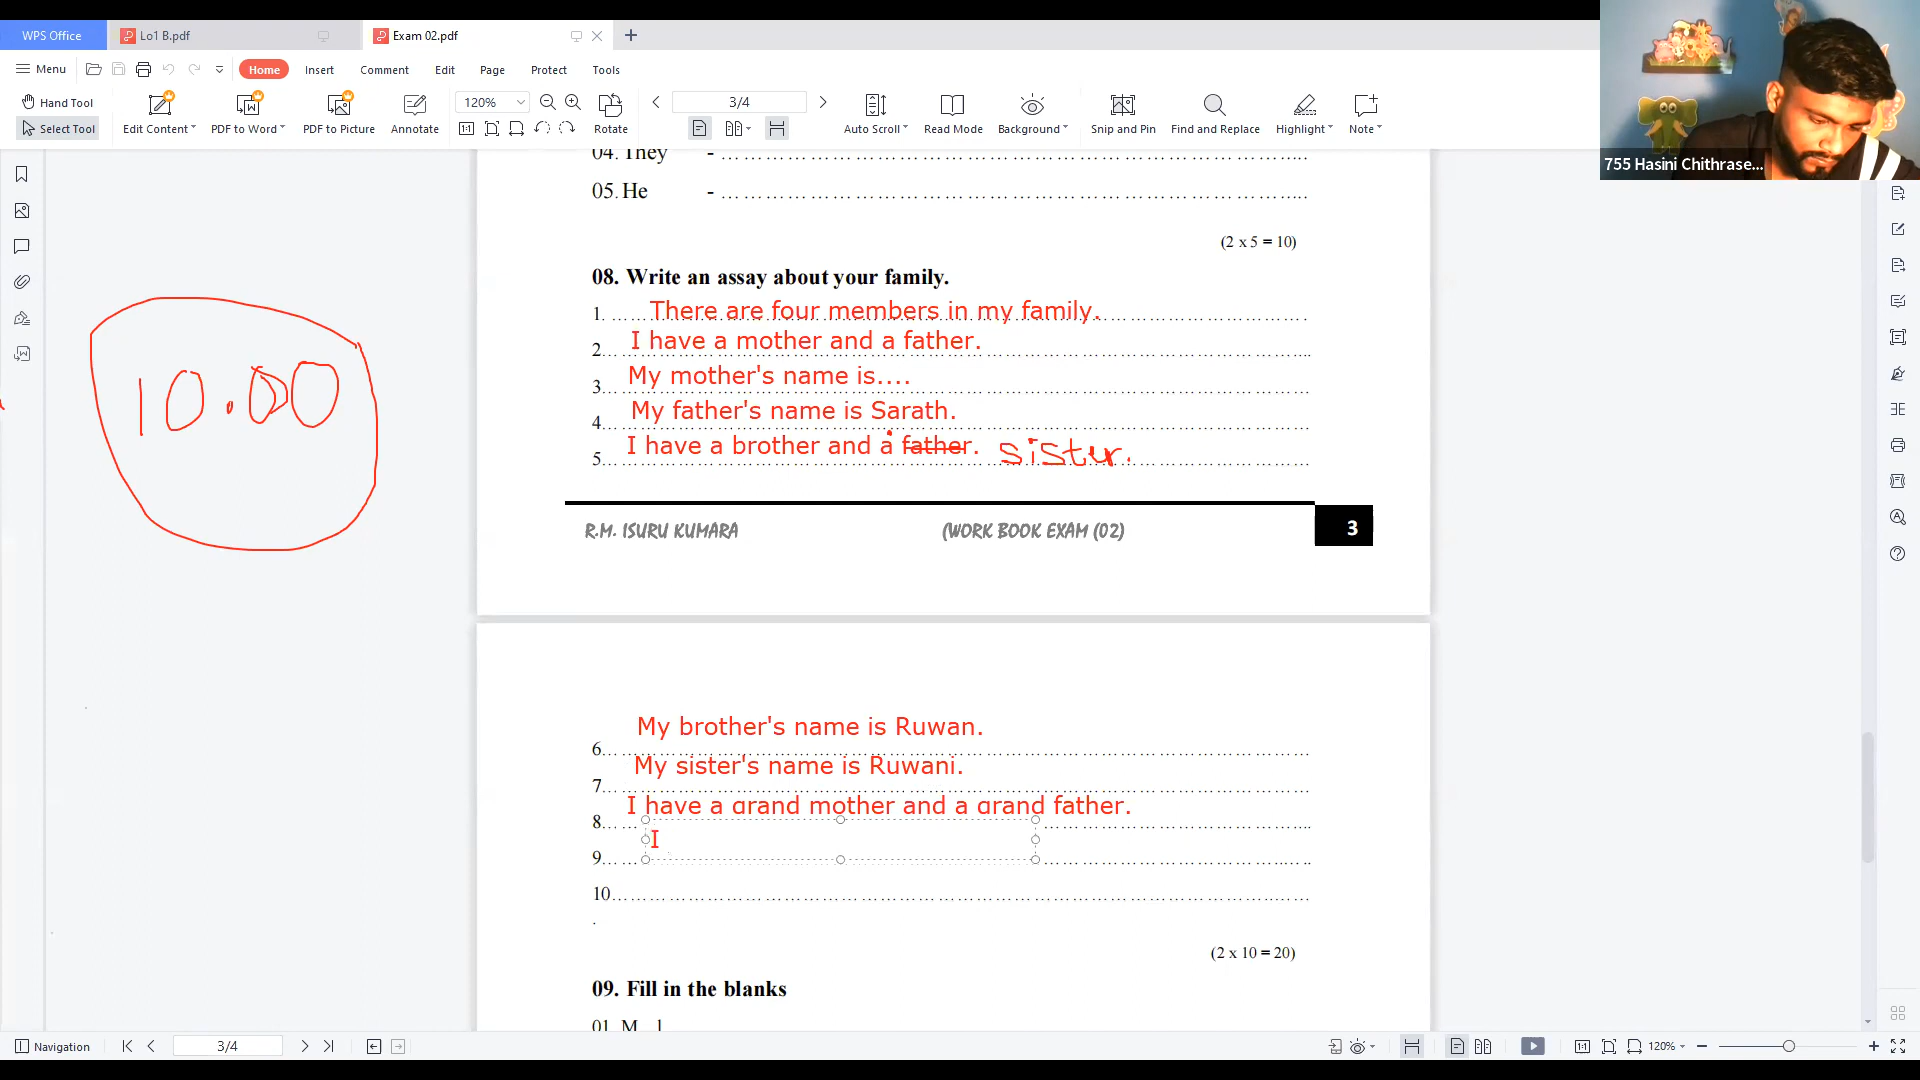 WPS Office Lo1 B.pdf Exam 02.pdf
Menu Home Insert Comment Edit Page Protect Tools
Hand Tool
Select Tool
Edit Content PDF to Word PDF to Picture Annotate
120%
Rotate
3/4
Auto Scroll Read Mode Background Snip and Pin Find and Replace Highlight Note
755 Hasini Chithrase...
04. They - ………………………………………………
05. He - ………………………………………………
(2 x 5 = 10)
08. Write an assay about your family.
1. There are four members in my family.
2. I have a mother and a father.
3. My mother's name is....
4. My father's name is Sarath.
5. I have a brother and a father. sister.
10.00
R.M. ISURU KUMARA (WORK BOOK EXAM (02) 3
6. My brother's name is Ruwan.
7. My sister's name is Ruwani.
8. I have a grand mother and a grand father.
9. I
10.
.
(2 x 10 = 20)
09. Fill in the blanks
01. M
Navigation 3/4 120%